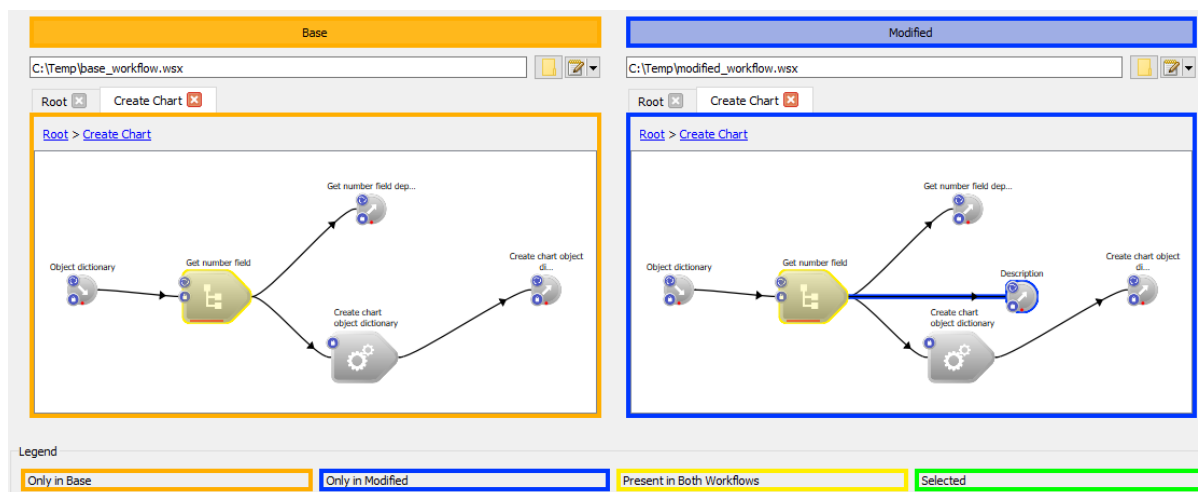 Base
Modified
C:\Temp\base_workflow.wsx
C:\Temp\modified_workflow.wsx
Root
Create Chart
Root
Create Chart
Root > Create Chart
Root > Create Chart
Get number field dep...
Object dictionary
Get number field
Create chart object
di...
Create chart
object dictionary
Get number field dep...
Object dictionary
Get number field
Description
Create chart object
di...
Create chart
object dictionary
Legend
Only in Base
Only in Modified
Present in Both Workflows
Selected